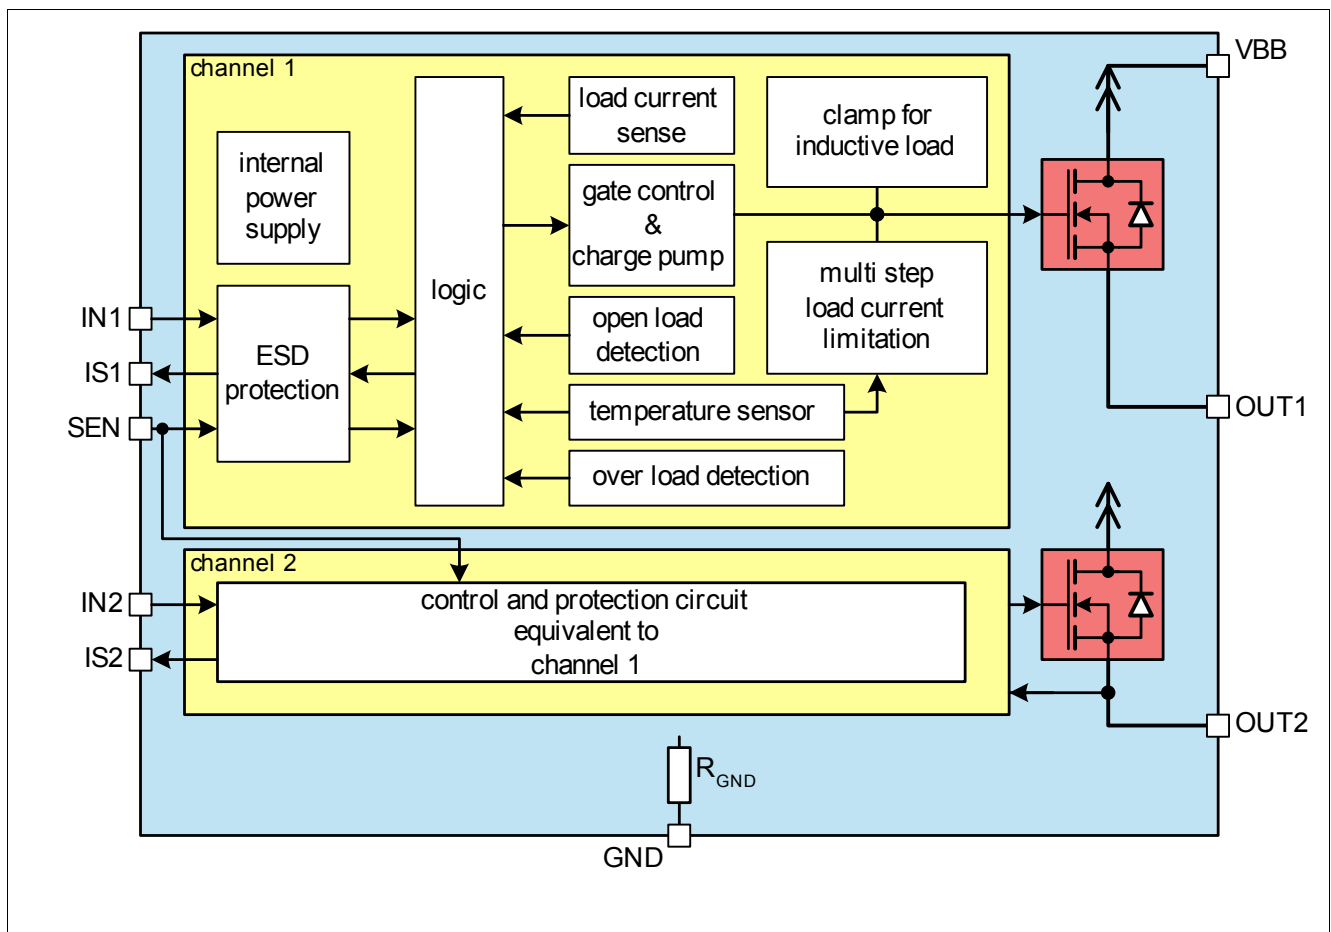 VBB
channel 1
load current
sense
clamp for
inductive load
internal
power
supply
gate control
&
charge pump
logic
multi step
load current
limitation
IN1
open load
detection
ESD
protection
IS1
temperature sensor
OUT1
SEN
over load detection
channel 2
IN2
control and protection circuit
equivalent to
channel 1
IS2
OUT2
RGND
GND